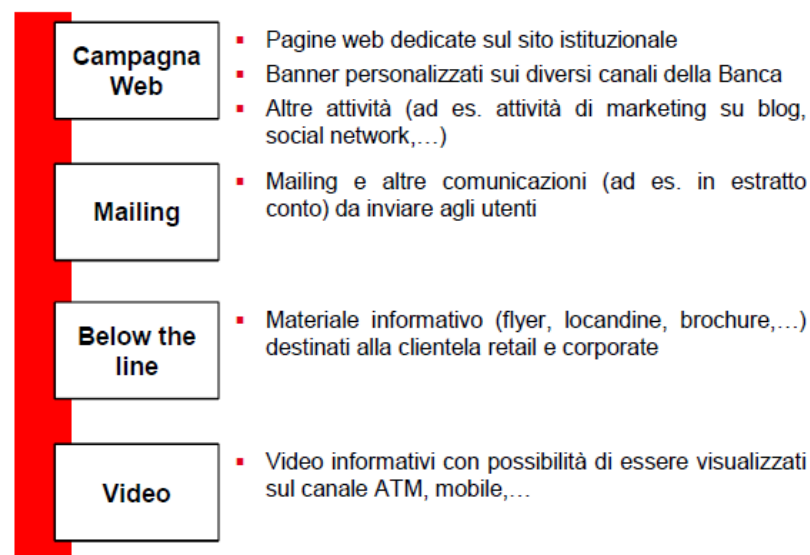 Campagna
Web
Pagine web dedicate sul sito istituzionale
Banner personalizzati sui diversi canali della Banca
Altre attività (ad es. attività di marketing su blog,
social network,…)
Mailing
Mailing e altre comunicazioni (ad es. in estratto
conto) da inviare agli utenti
Below the
line
Materiale informativo (flyer, locandine, brochure,…)
destinati alla clientela retail e corporate
Video
Video informativi con possibilità di essere visualizzati
sul canale ATM, mobile,…